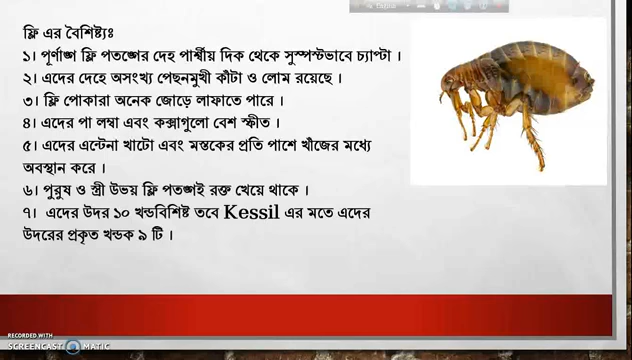 ফ্লি এর বৈশিষ্ট্যঃ
১। পূর্ণাঙ্গ ফ্লি পতঙ্গের দেহ পার্শ্বীয় দিক থেকে সুস্পস্টভাবে চ্যাপ্টা ।
২। এদের দেহে অসংখ্য পেছনমুখী কাঁটা ও লোম রয়েছে ।
৩। ফ্লি পোকারা অনেক জোড়ে লাফাতে পারে ।
৪। এদের পা লম্বা এবং কক্সাগুলো বেশ স্ফীত ।
৫। এদের এন্টেনা খাটো এবং মস্তকের প্রতি পাশে খাঁজের মধ্যে
অবস্থান করে ।
৬। পুরুষ ও স্ত্রী উভয় ফ্লি পতঙ্গই রক্ত খেয়ে থাকে ।
৭। এদের উদর ১০ খন্ডবিশিষ্ট তবে Kessil এর মতে এদের
উদরের প্রকৃত খন্ডক ৯ টি ।
RECORDED WITH
SCREENCAST MATIC